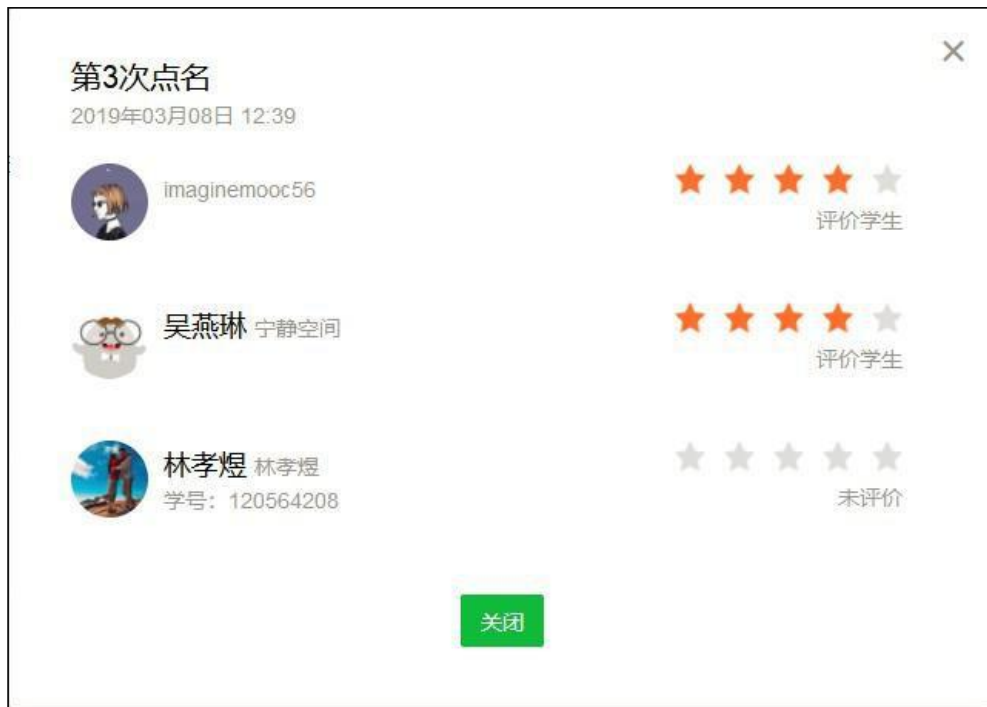 第3次点名
2019年03月08日 12:39
imaginemooc56
评价学生
吴燕琳 宁静空间
评价学生
林孝煜 林孝煜
学号：120564208
未评价
关闭